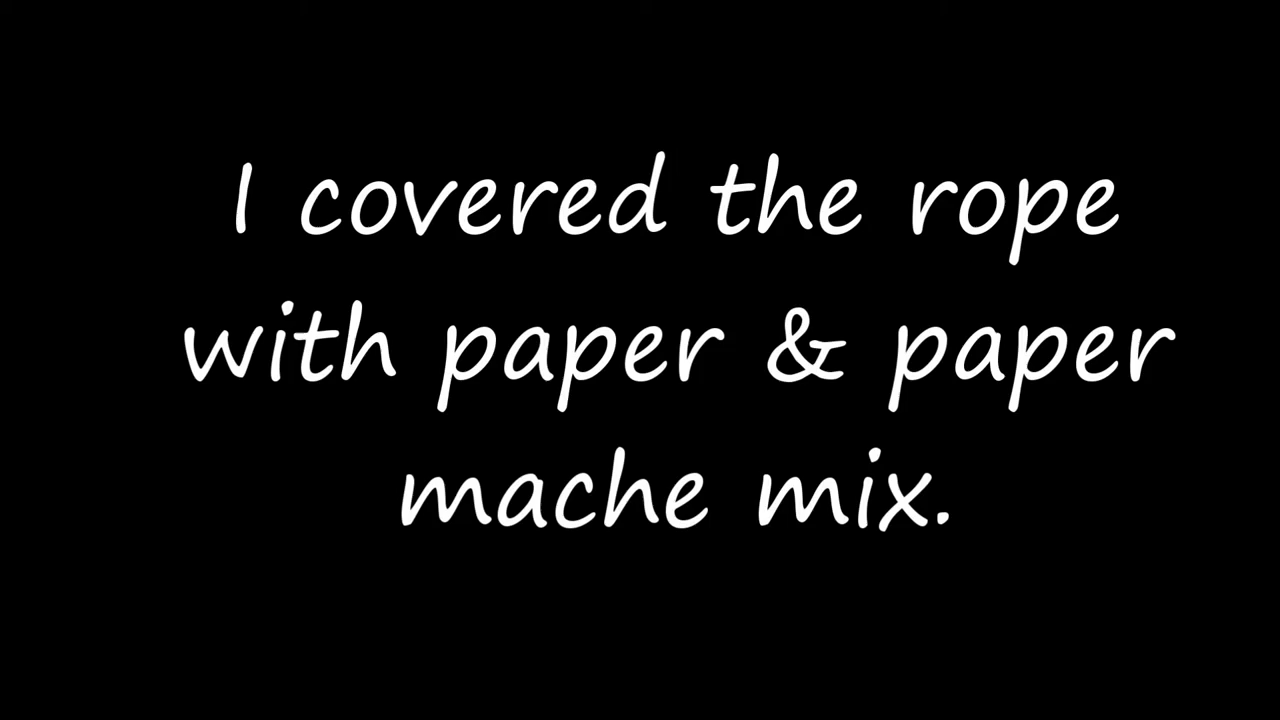 I covered the rope
with paper & paper
mache mix.